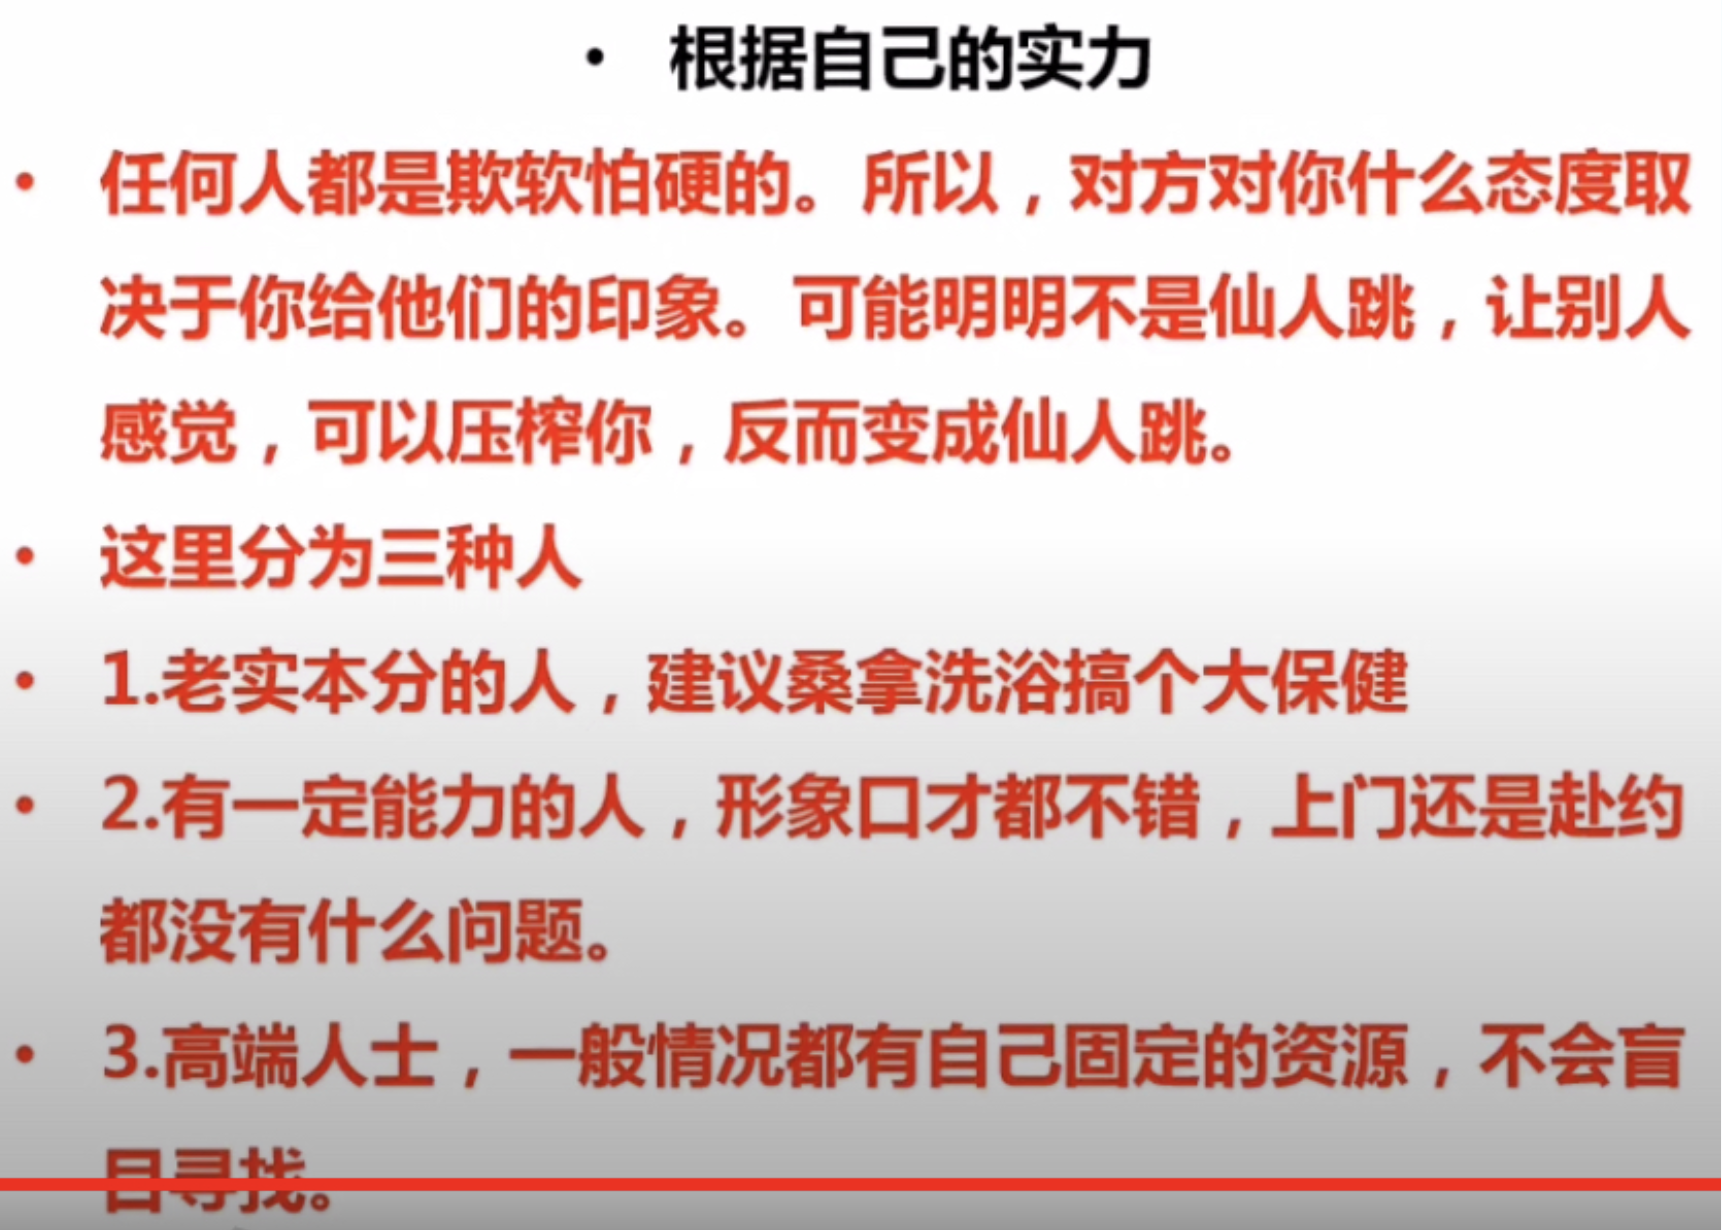 • 根据自己的实力
• 任何人都是欺软怕硬的。所以，对方对你什么态度取
决于你给他们的印象。可能明明不是仙人跳，让别人
感觉，可以压榨你，反而变成仙人跳。
• 这里分为三种人
• 1.老实本分的人，建议桑拿洗浴搞个大保健
• 2.有一定能力的人，形象口才都不错，上门还是赴约
都没有什么问题。
• 3.高端人士，一般情况都有自己固定的资源，不会盲
目寻找。